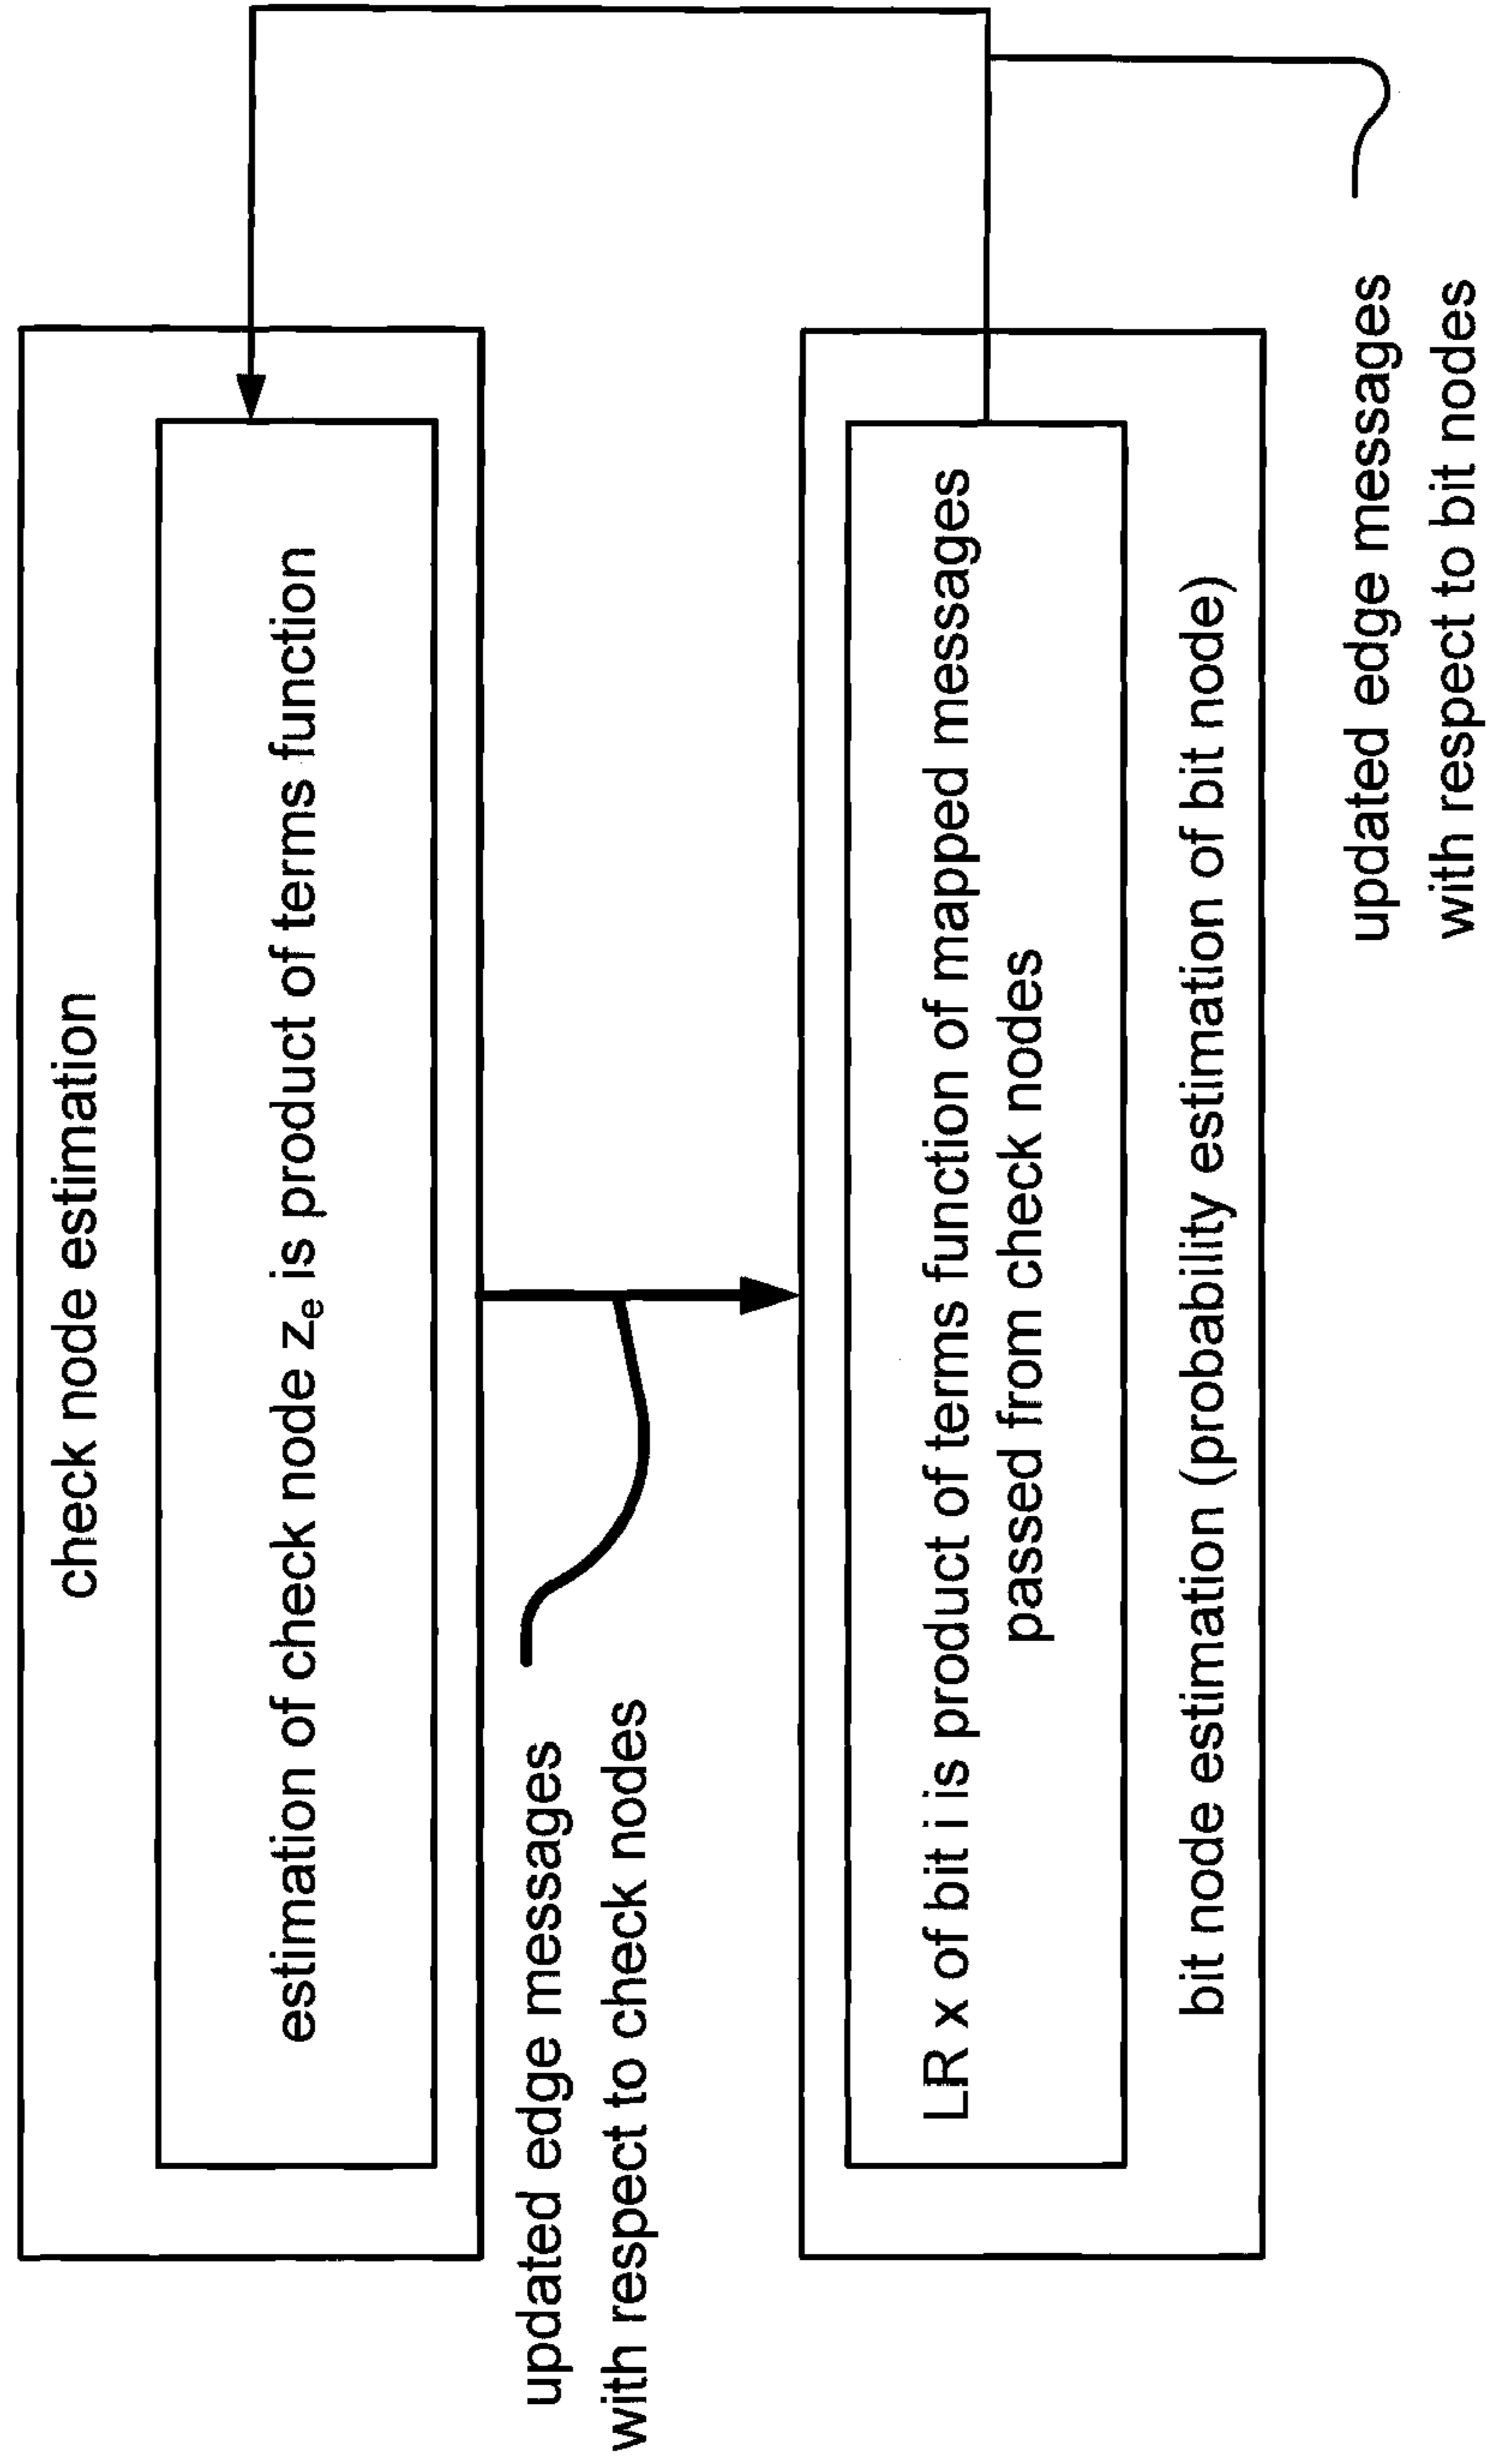 check node estimation
estimation of check node zₑ is product of terms function
updated edge messages
with respect to check nodes
LR x of bit i is product of terms function of mapped messages
passed from check nodes
bit node estimation (probability estimation of bit node)
updated edge messages
with respect to bit nodes